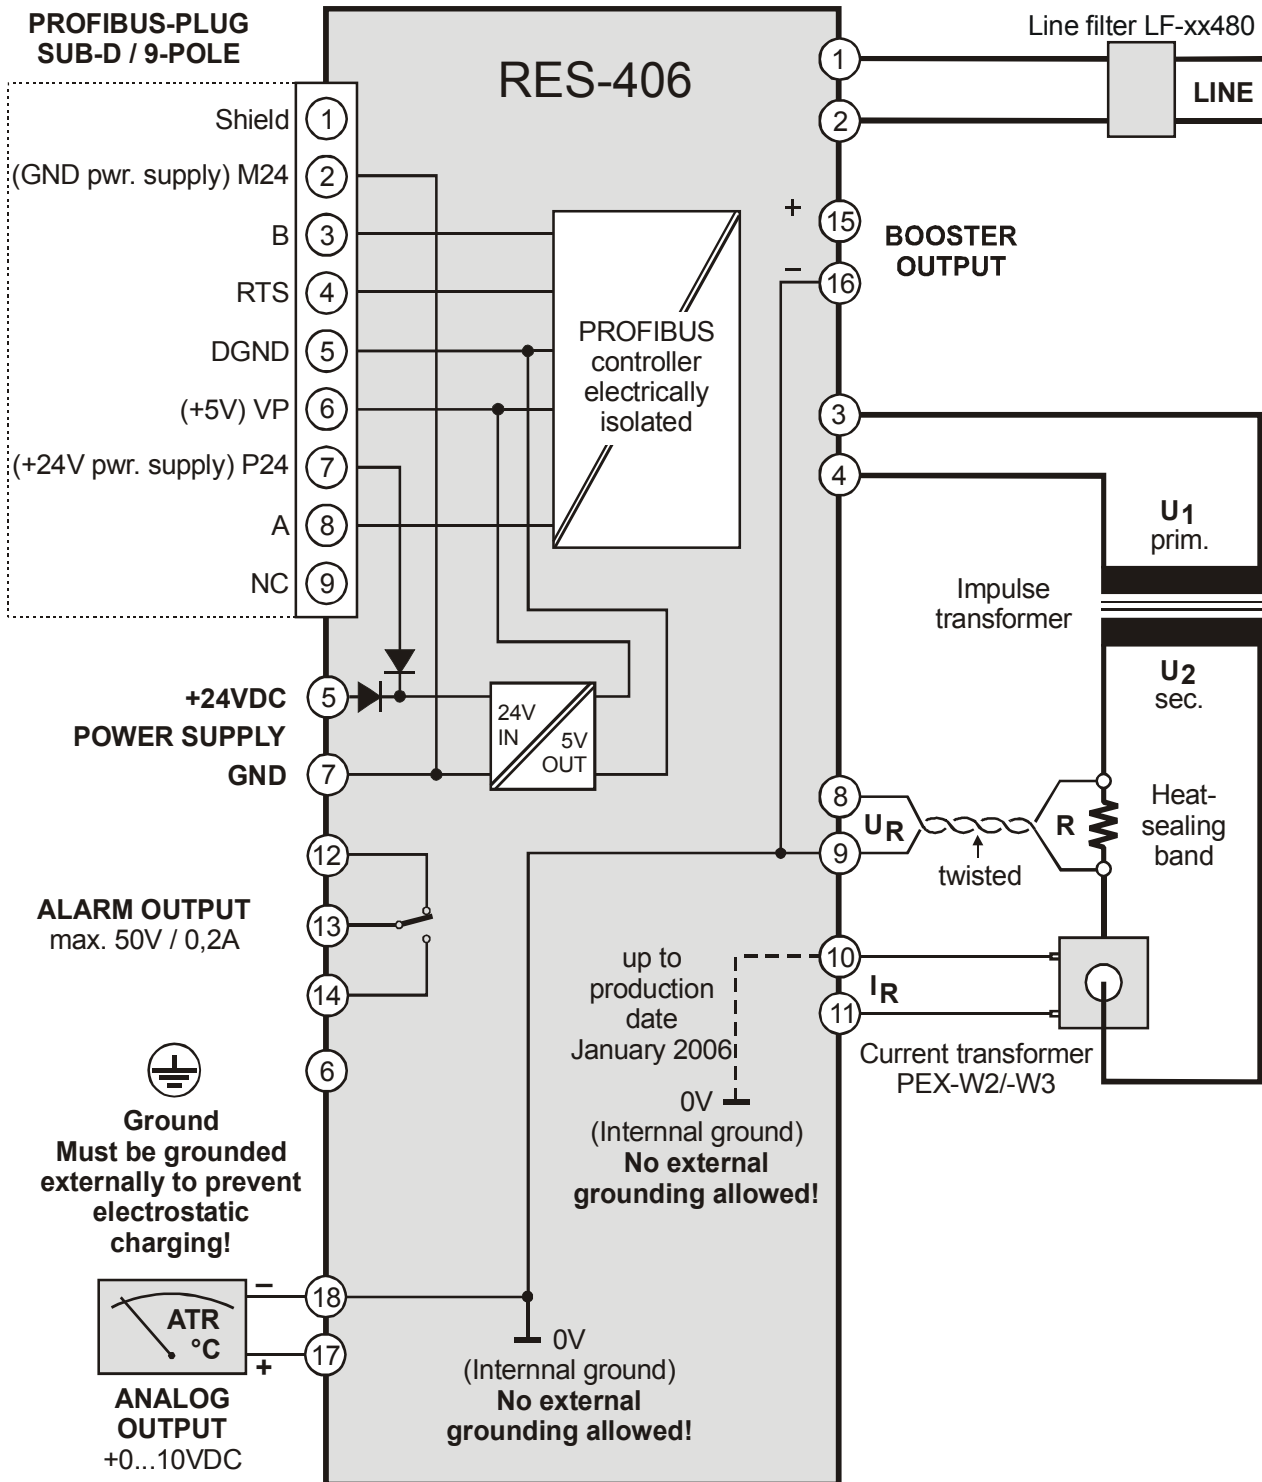 PROFIBUS-PLUG
SUB-D / 9-POLE
RES-406
Line filter LF-xx480
LINE
1
2
Shield 1
(GND pwr. supply) M24 2
B 3
RTS 4
DGND 5
(+5V) VP 6
(+24V pwr. supply) P24 7
A 8
NC 9
PROFIBUS
controller
electrically
isolated
+
15
−
16
BOOSTER
OUTPUT
3
4
U1
prim.
Impulse
transformer
U2
sec.
+24VDC 5
POWER SUPPLY
GND 7
24V
IN
5V
OUT
8
UR
9
twisted
R
Heat-
sealing
band
12
13
14
ALARM OUTPUT
max. 50V / 0,2A
up to
production
date
January 2006
10
IR
11
Current transformer
PEX-W2/-W3
0V
(Internnal ground)
No external
grounding allowed!
6
Ground
Must be grounded
externally to prevent
electrostatic
charging!
ATR
°C
−
18
+
17
ANALOG
OUTPUT
+0...10VDC
0V
(Internnal ground)
No external
grounding allowed!